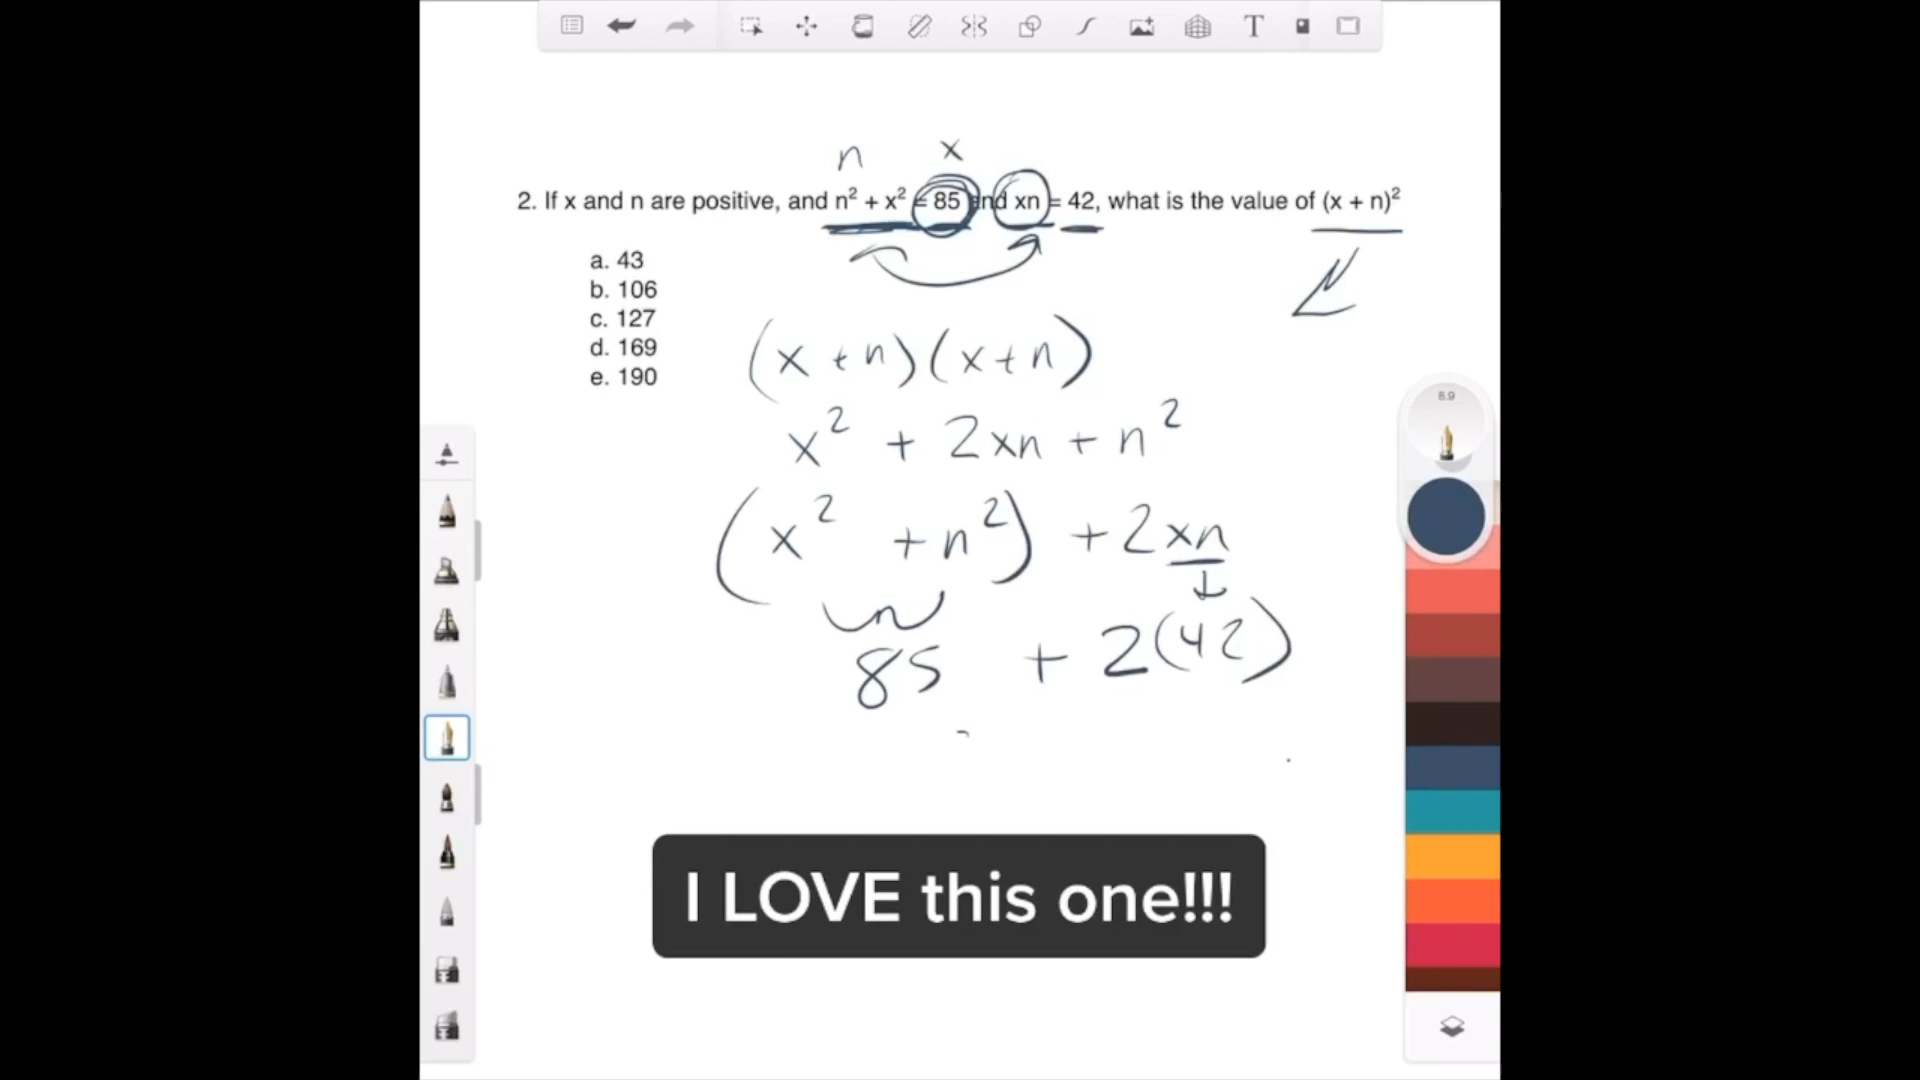 n x
2. If x and n are positive, and n² + x² = 85 and xn = 42, what is the value of (x + n)²
a. 43
b. 106
c. 127
d. 169
e. 190
(x + n)(x + n)
x² + 2xn + n²
(x² + n²) + 2xn
85 + 2(42)
8.9
T
I LOVE this one!!!